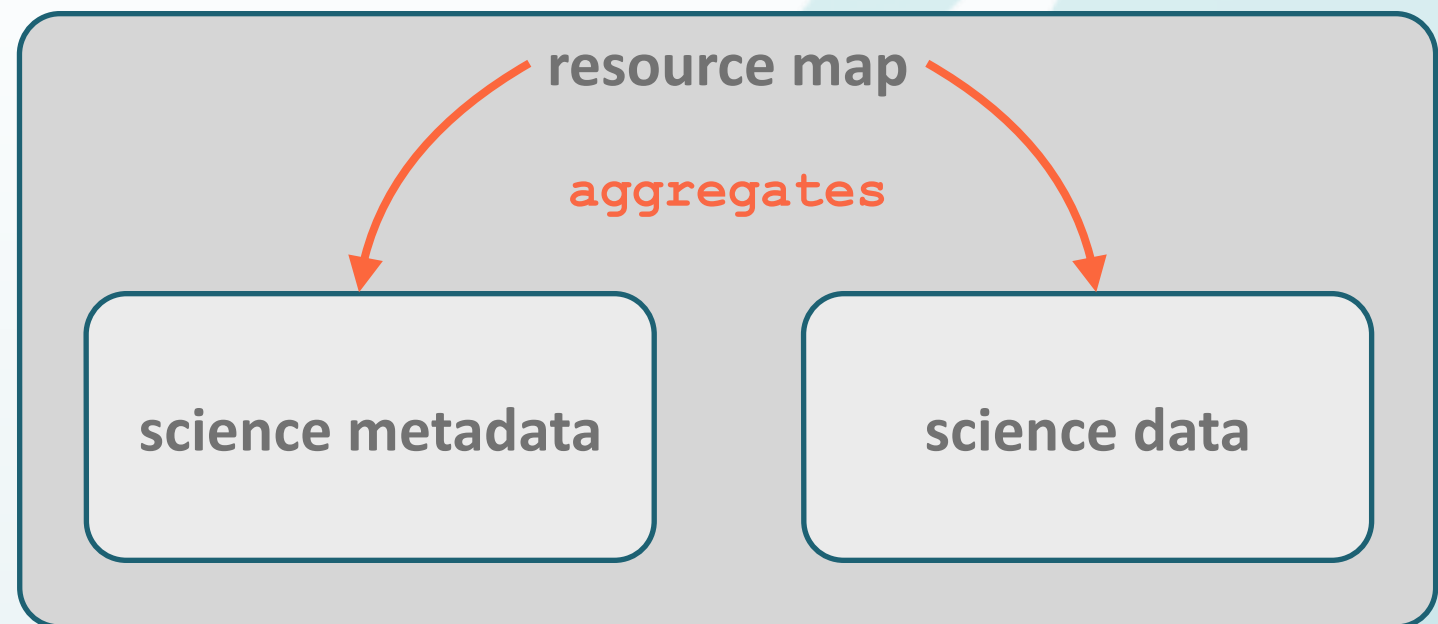 resource map
aggregates
science metadata
science data